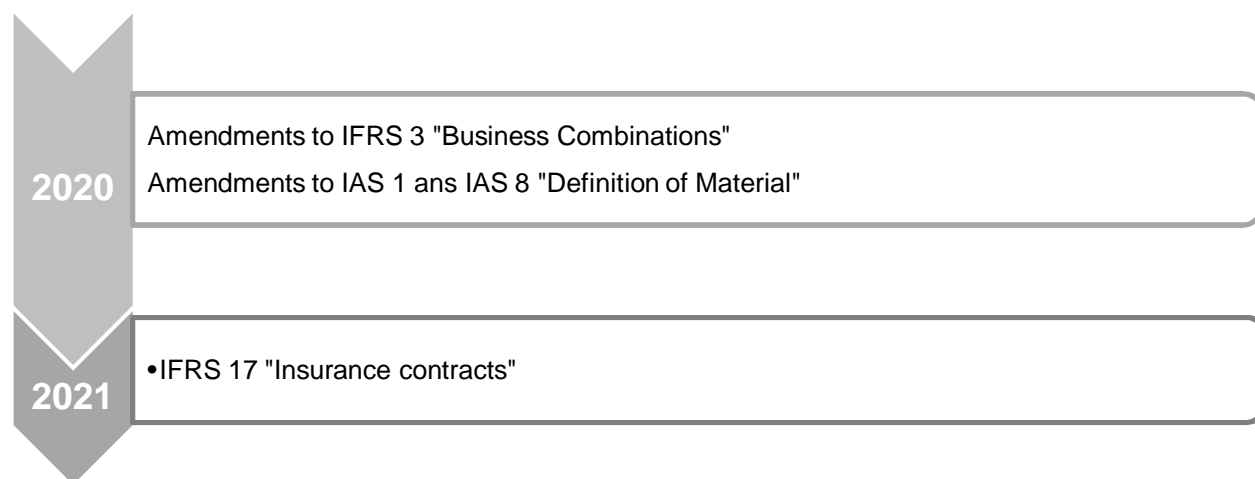 2020
Amendments to IFRS 3 "Business Combinations"
Amendments to IAS 1 ans IAS 8 "Definition of Material"
2021
•IFRS 17 "Insurance contracts"